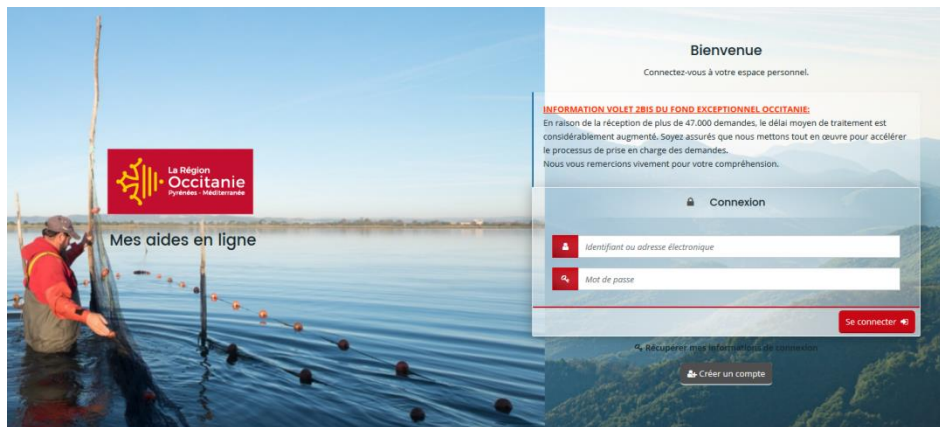 La Région
Occitanie
Pyrénées - Méditerranée
Mes aides en ligne
Bienvenue
Connectez-vous à votre espace personnel.
INFORMATION VOLET 2BIS DU FOND EXCEPTIONNEL OCCITANIE:
En raison de la réception de plus de 47.000 demandes, le délai moyen de traitement est
considérablement augmenté. Soyez assurés que nous mettons tout en œuvre pour accélérer
le processus de prise en charge des demandes.
Nous vous remercions vivement pour votre compréhension.
Connexion
Identifiant ou adresse électronique
Mot de passe
Se connecter
Récupérer mes informations de connexion
Créer un compte